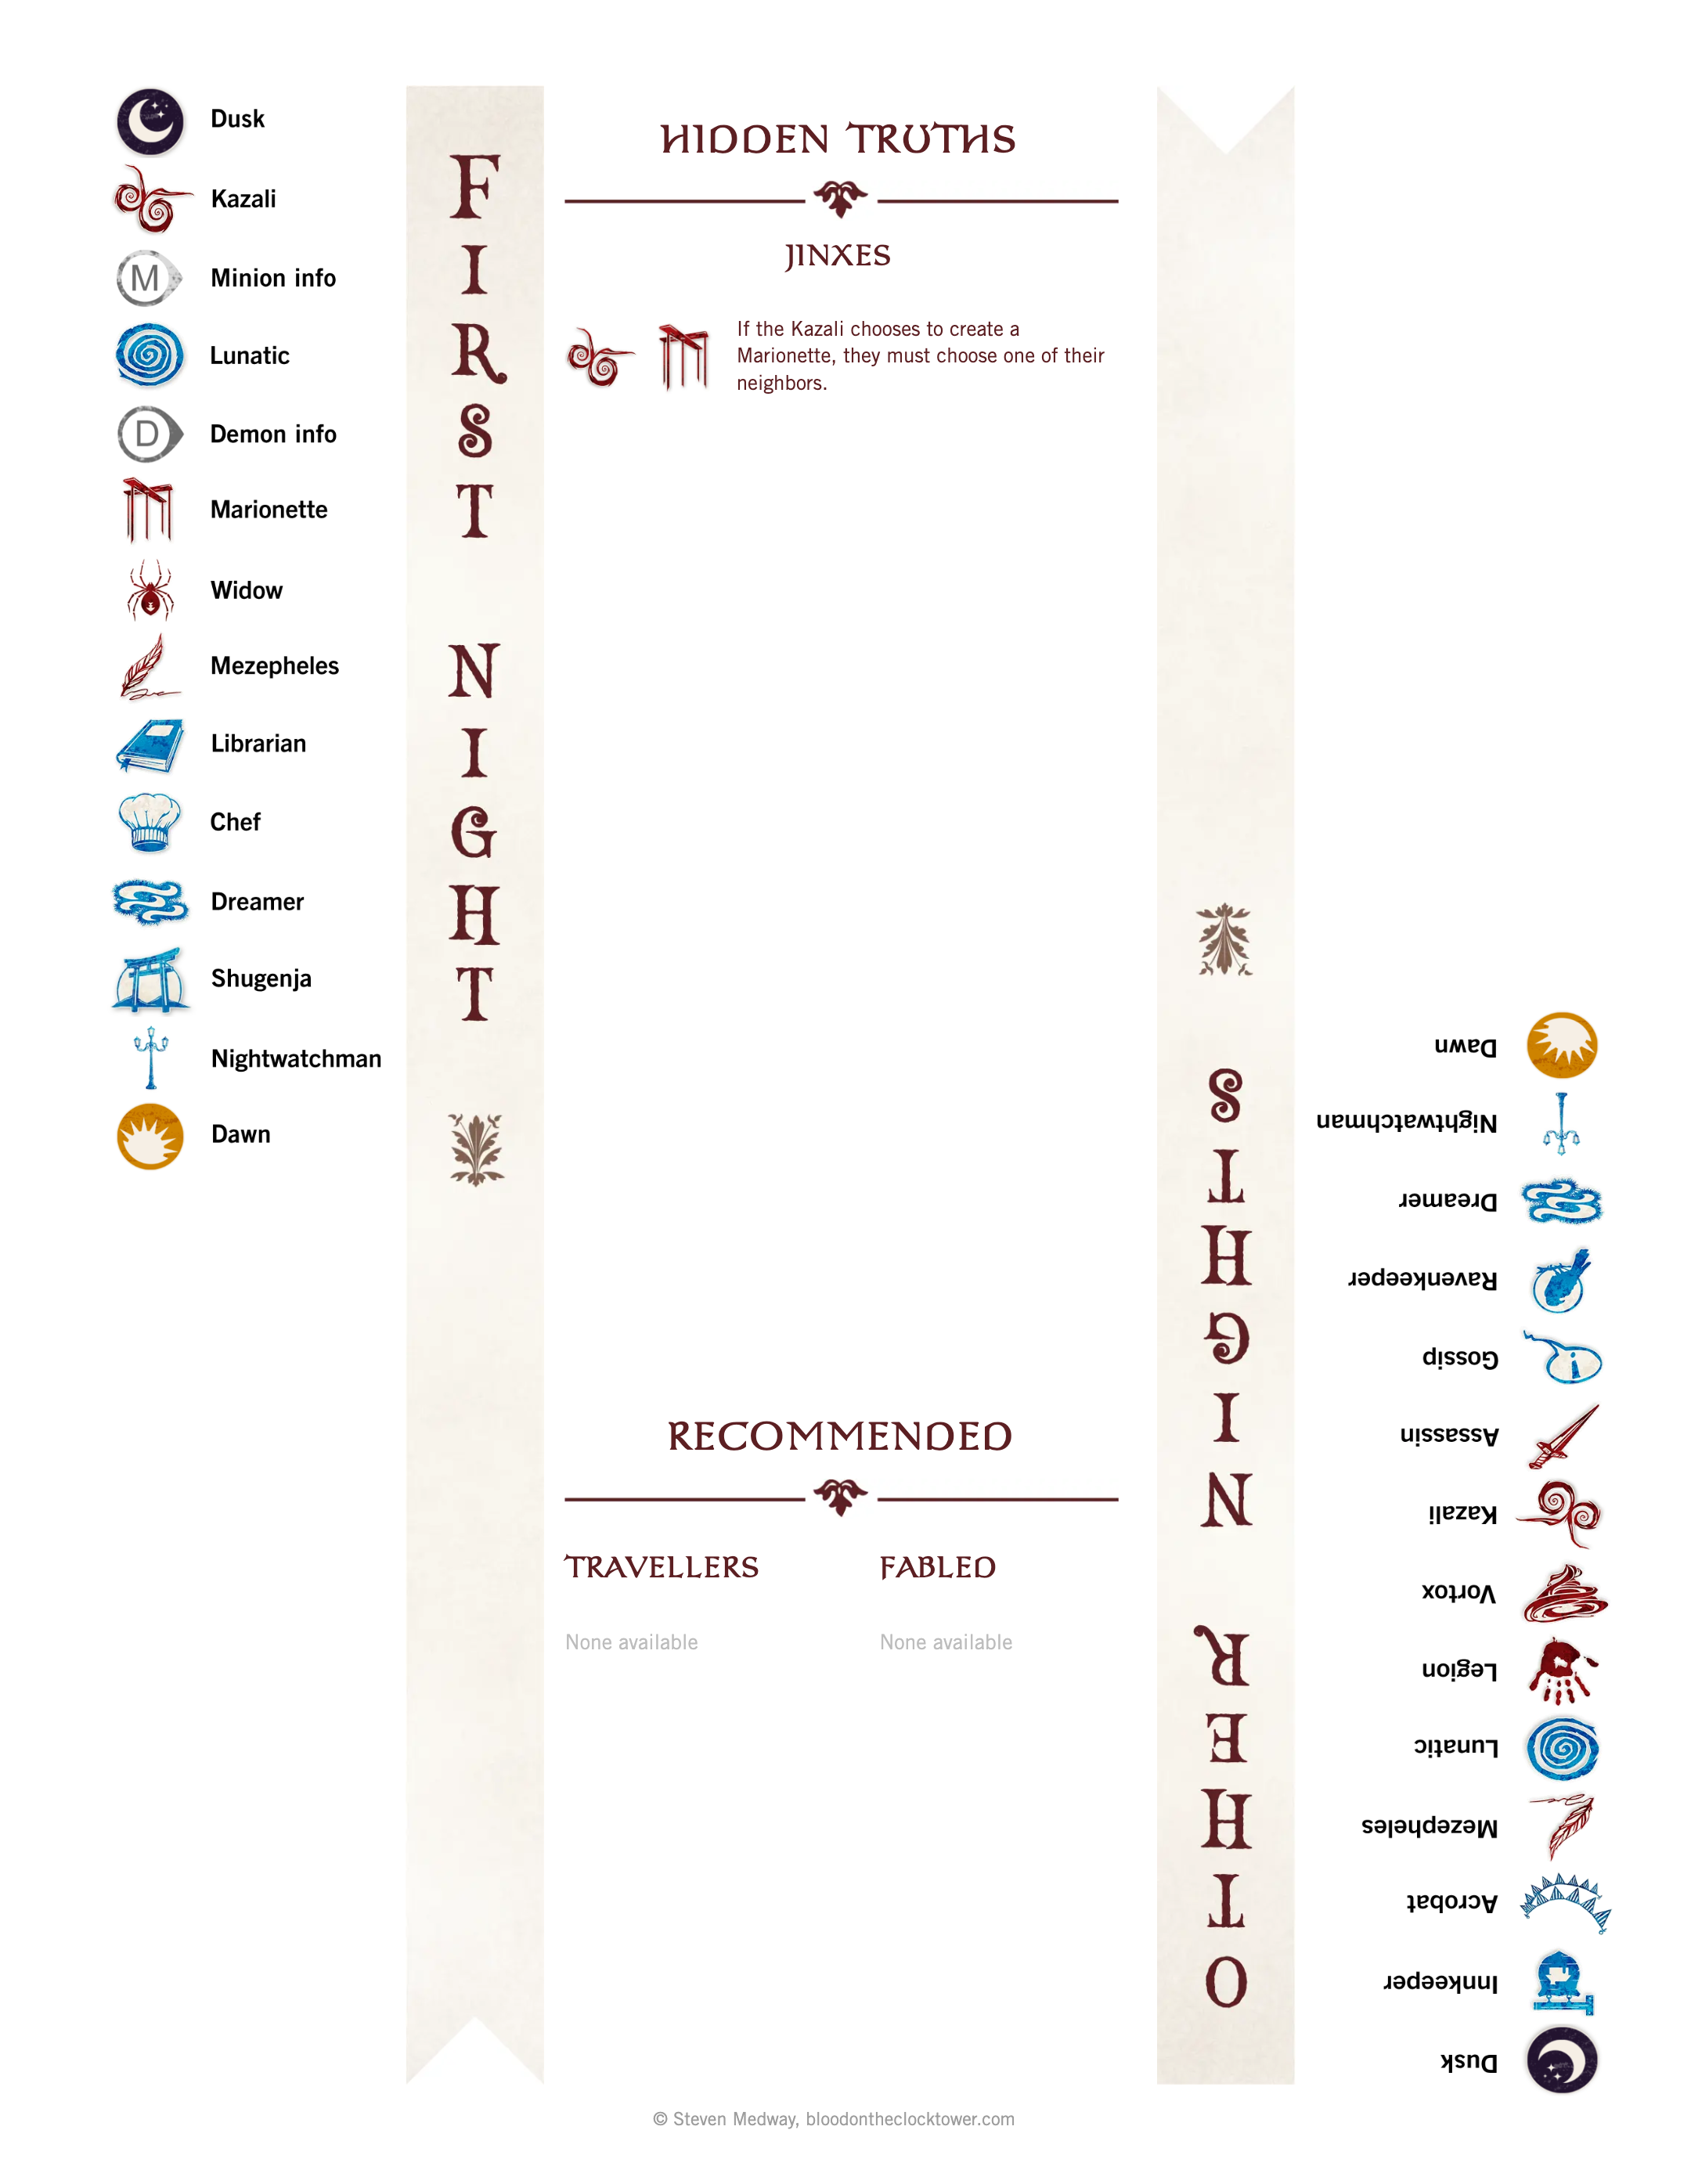 Dusk
Kazali
Minion info
Lunatic
Demon info
Marionette
Widow
Mezepheles
Librarian
Chef
Dreamer
Shugenja
Nightwatchman
Dawn
FIRST NIGHT
HIDDEN TRUTHS
JINXES
If the Kazali chooses to create a
Marionette, they must choose one of their
neighbors.
RECOMMENDED
TRAVELLERS
None available
FABLED
None available
OTHER NIGHTS
Dusk
Innkeeper
Acrobat
Mezepheles
Lunatic
Legion
Vortox
Kazali
Assassin
Gossip
Ravenkeeper
Dreamer
Nightwatchman
Dawn
M
D
© Steven Medway, bloodontheclocktower.com